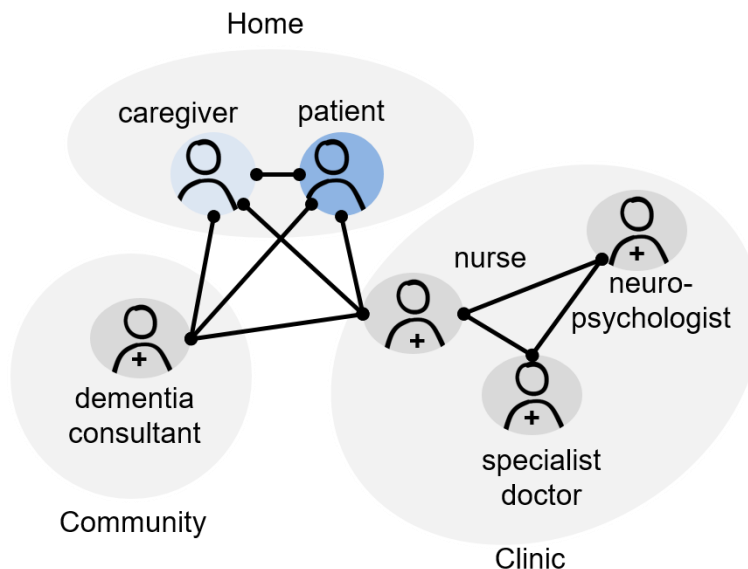 Home
caregiver
patient
nurse
neuro-
psychologist
dementia
consultant
specialist
doctor
Community
Clinic